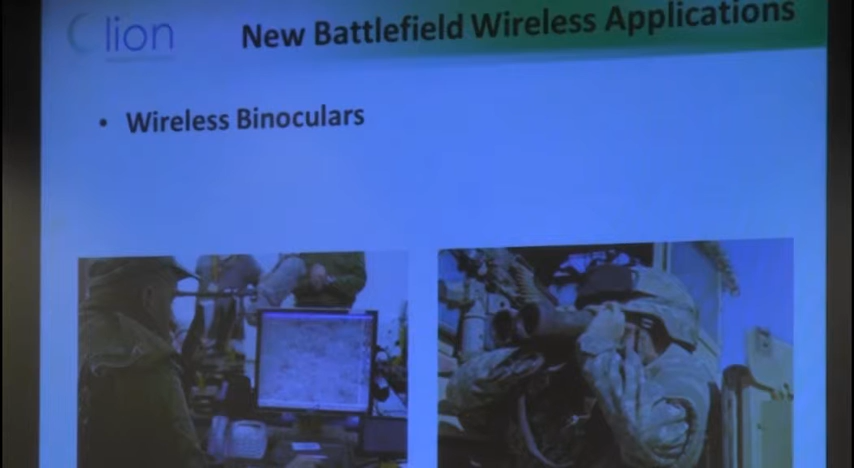 lion
New Battlefield Wireless Applications
• Wireless Binoculars